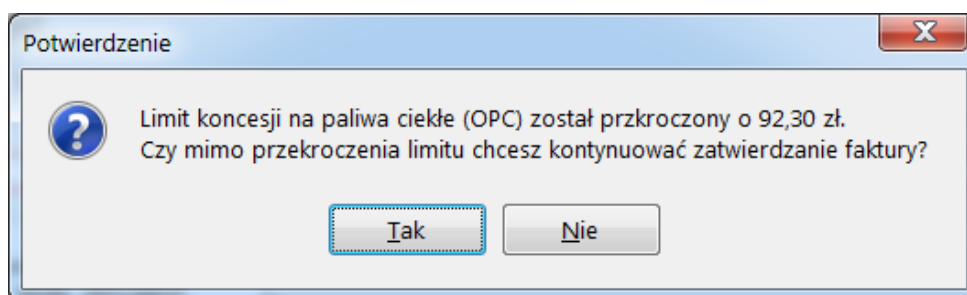 Potwierdzenie
Limit koncesji na paliwa ciekłe (OPC) został przkroczony o 92,30 zł.
Czy mimo przekroczenia limitu chcesz kontynuować zatwierdzanie faktury?
Tak
Nie